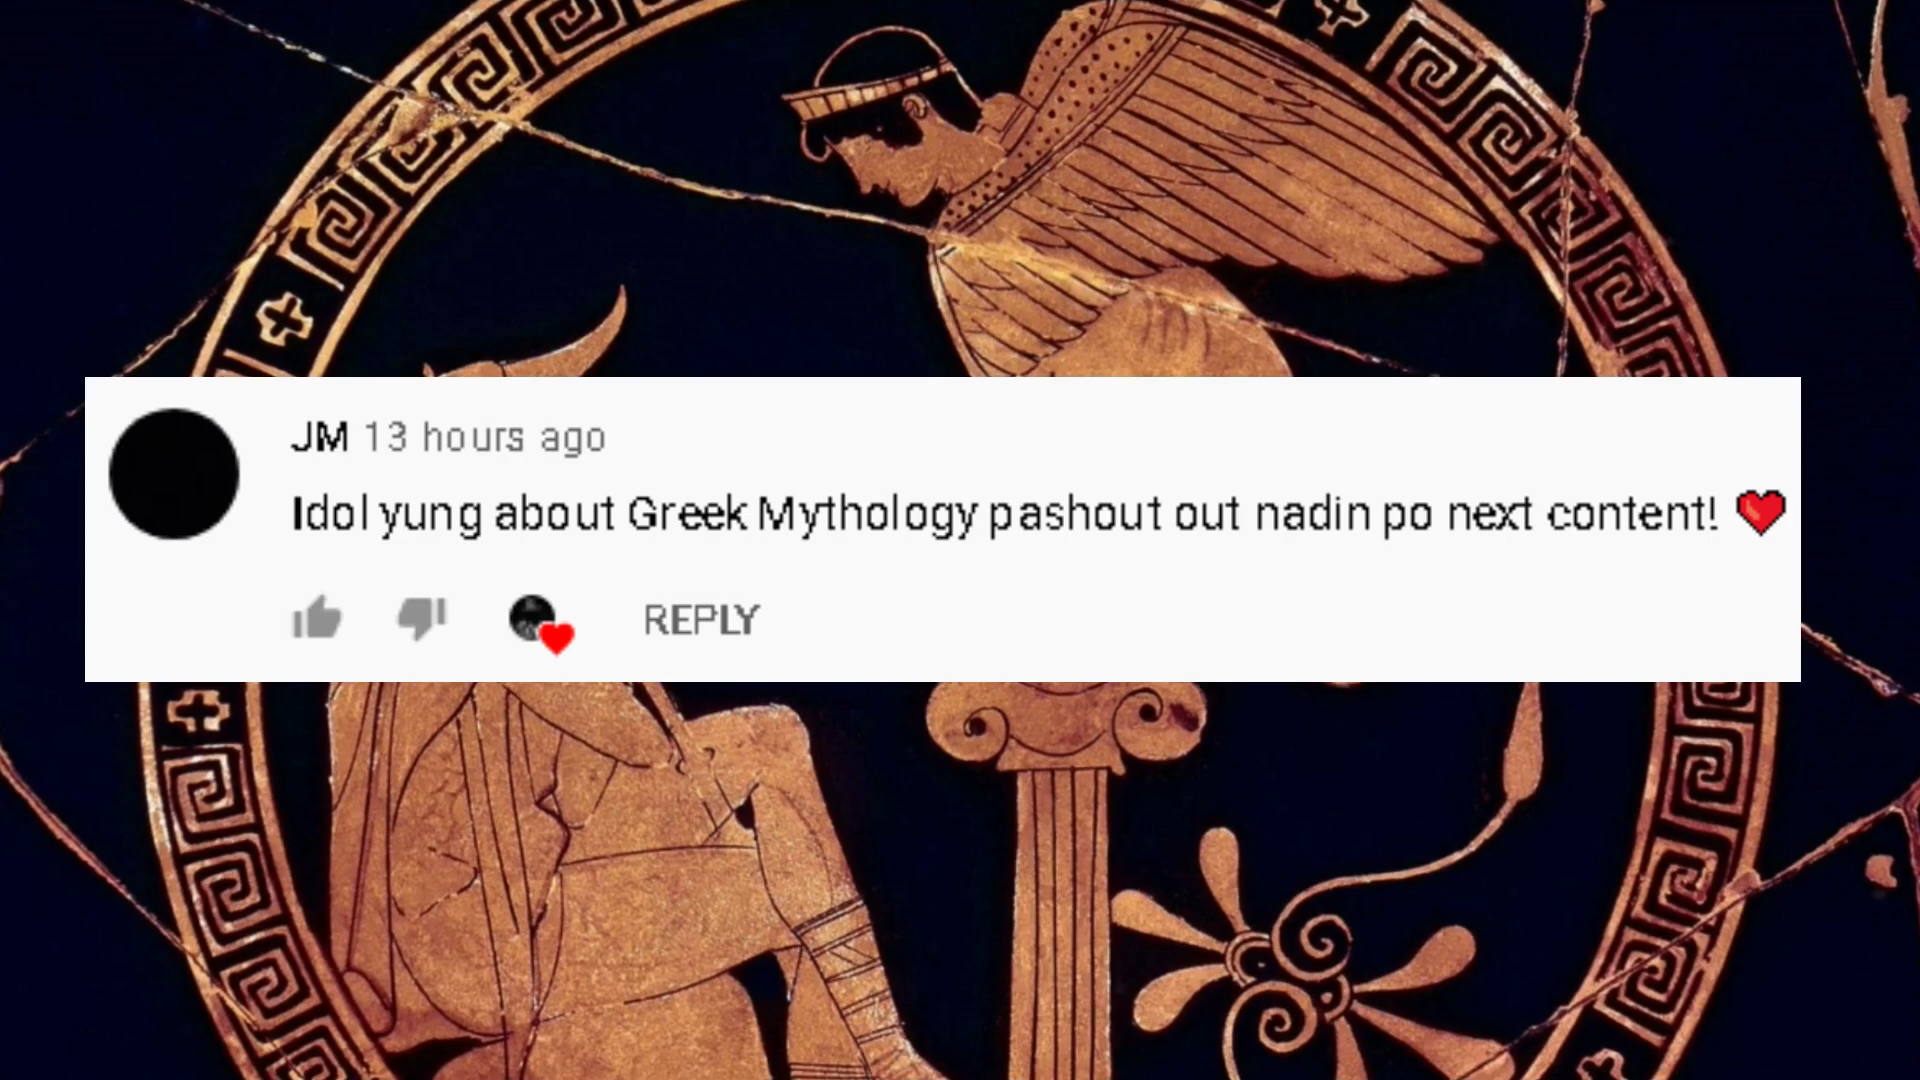 JM 13 hours ago
Idol yung about Greek Mythology pashout out nadin po next content! ❤️
REPLY